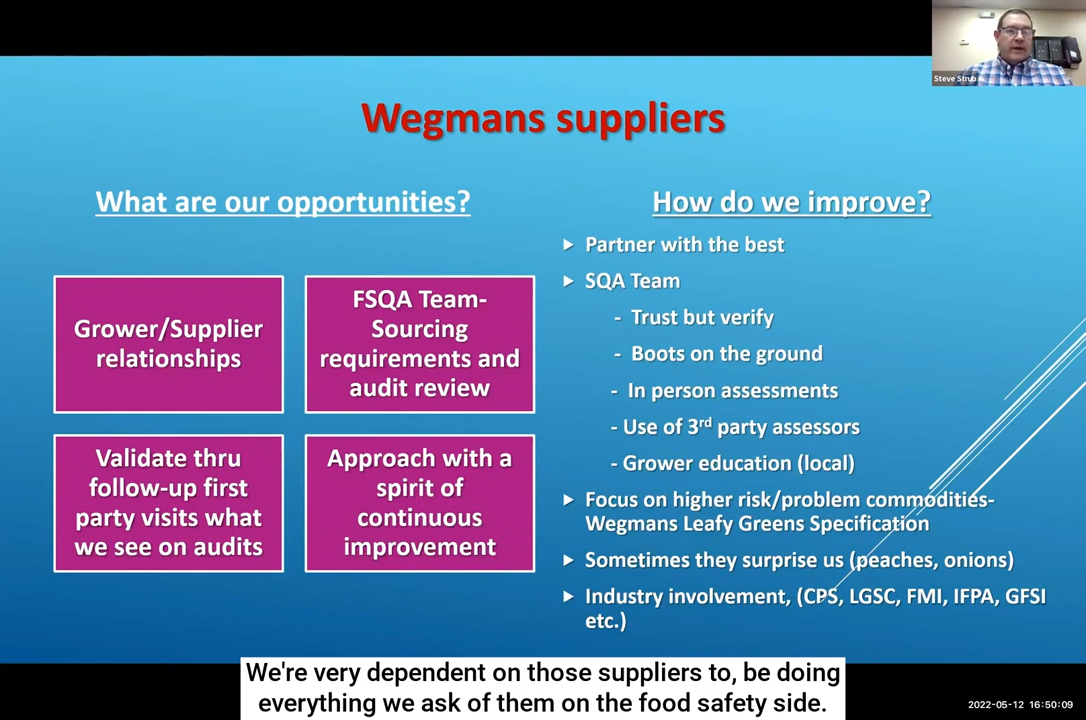 Steve Strub
Wegmans suppliers
What are our opportunities?
Grower/Supplier
relationships
FSQA Team-
Sourcing
requirements and
audit review
Validate thru
follow-up first
party visits what
we see on audits
Approach with a
spirit of
continuous
improvement
How do we improve?
Partner with the best
SQA Team
- Trust but verify
- Boots on the ground
- In person assessments
- Use of 3rd party assessors
- Grower education (local)
Focus on higher risk/problem commodities-
Wegmans Leafy Greens Specification
Sometimes they surprise us (peaches, onions)
Industry involvement, (CPS, LGSC, FMI, IFPA, GFSI
etc.)
We're very dependent on those suppliers to, be doing
everything we ask of them on the food safety side.
2022-05-12 16:50:09